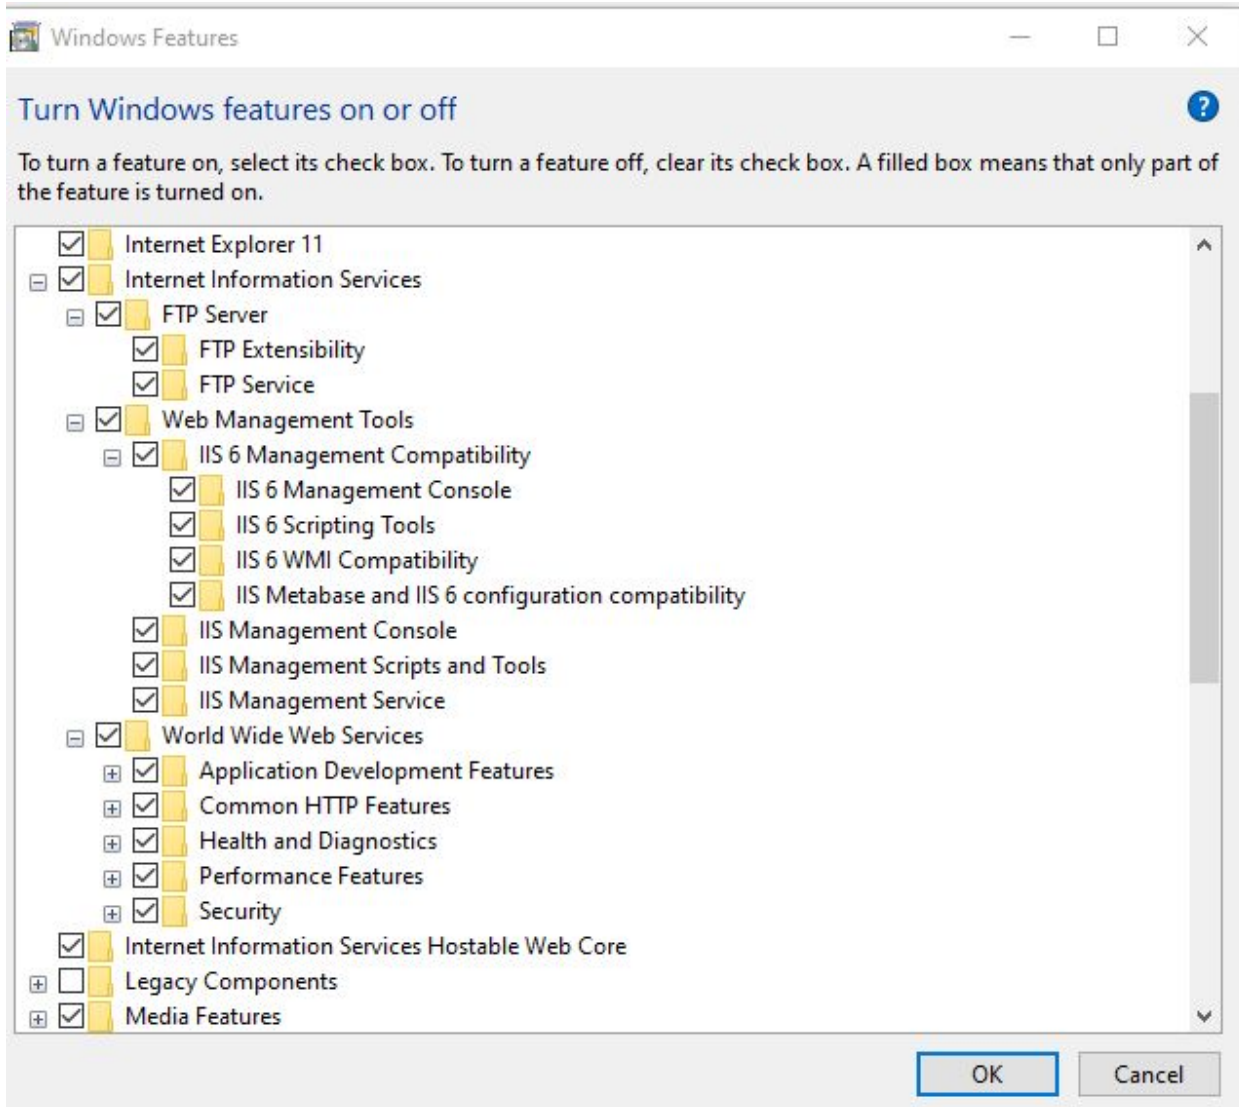 Windows Features
Turn Windows features on or off
To turn a feature on, select its check box. To turn a feature off, clear its check box. A filled box means that only part of
the feature is turned on.
Internet Explorer 11
Internet Information Services
FTP Server
FTP Extensibility
FTP Service
Web Management Tools
IIS 6 Management Compatibility
IIS 6 Management Console
IIS 6 Scripting Tools
IIS 6 WMI Compatibility
IIS Metabase and IIS 6 configuration compatibility
IIS Management Console
IIS Management Scripts and Tools
IIS Management Service
World Wide Web Services
Application Development Features
Common HTTP Features
Health and Diagnostics
Performance Features
Security
Internet Information Services Hostable Web Core
Legacy Components
Media Features
OK Cancel